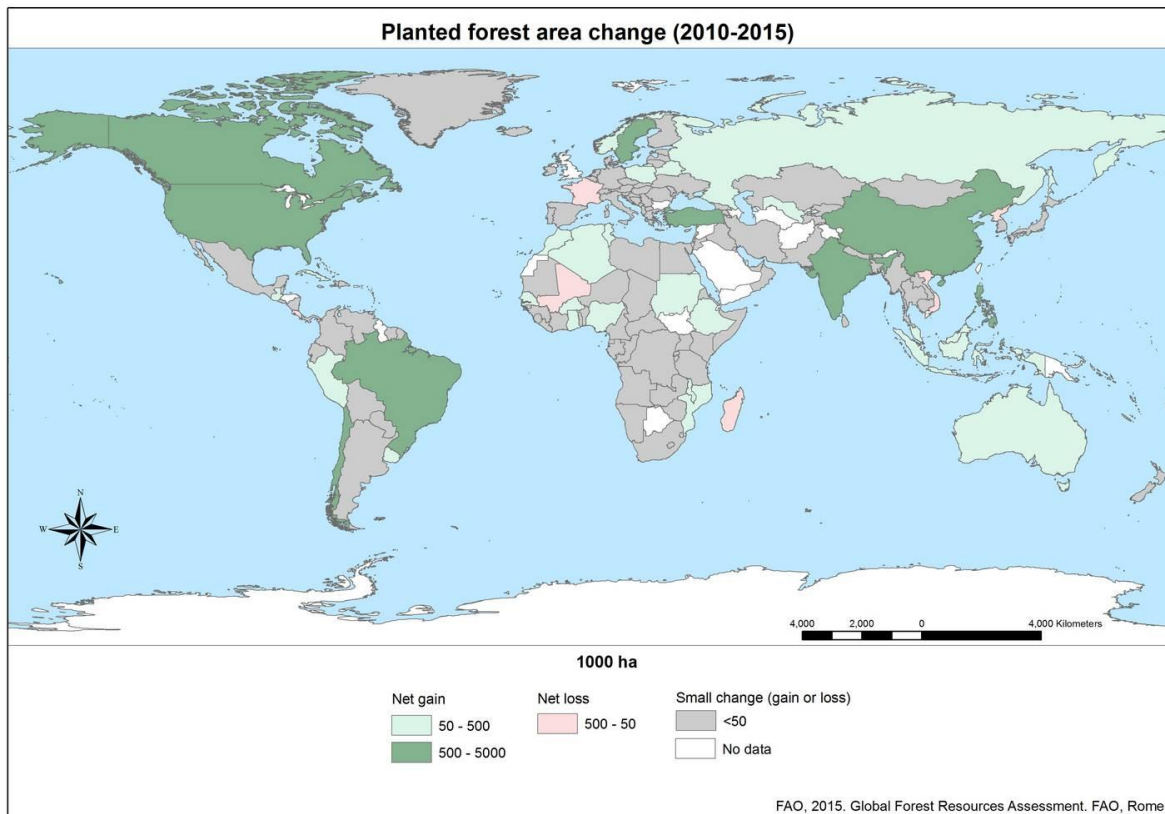 Planted forest area change (2010-2015)
N
W E
S
4,000 2,000 0 4,000 Kilometers
1000 ha
Net gain
50 - 500
500 - 5000
Net loss
500 - 50
Small change (gain or loss)
<50
No data
FAO, 2015. Global Forest Resources Assessment. FAO, Rome